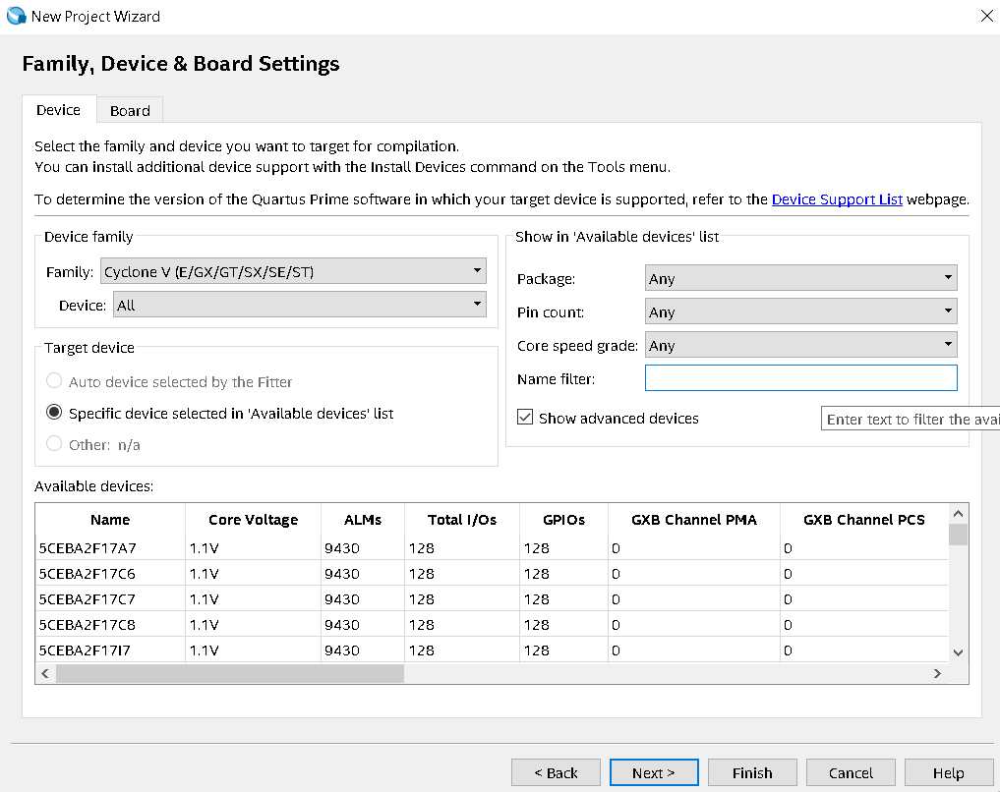 New Project Wizard
Family, Device & Board Settings
Device
Board
Select the family and device you want to target for compilation.
You can install additional device support with the Install Devices command on the Tools menu.
To determine the version of the Quartus Prime software in which your target device is supported, refer to the Device Support List webpage.
Device family
Family: Cyclone V (E/GX/GT/SX/SE/ST)
Device: All
Target device
Auto device selected by the Fitter
Specific device selected in 'Available devices' list
Other: n/a
Show in 'Available devices' list
Package: Any
Pin count: Any
Core speed grade: Any
Name filter:
Show advanced devices
Enter text to filter the avai
Available devices:
Name Core Voltage ALMs Total I/Os GPIOs GXB Channel PMA GXB Channel PCS
5CEBA2F17A7 1.1V 9430 128 128 0 0
5CEBA2F17C6 1.1V 9430 128 128 0 0
5CEBA2F17C7 1.1V 9430 128 128 0 0
5CEBA2F17C8 1.1V 9430 128 128 0 0
5CEBA2F17I7 1.1V 9430 128 128 0 0
< Back Next > Finish Cancel Help